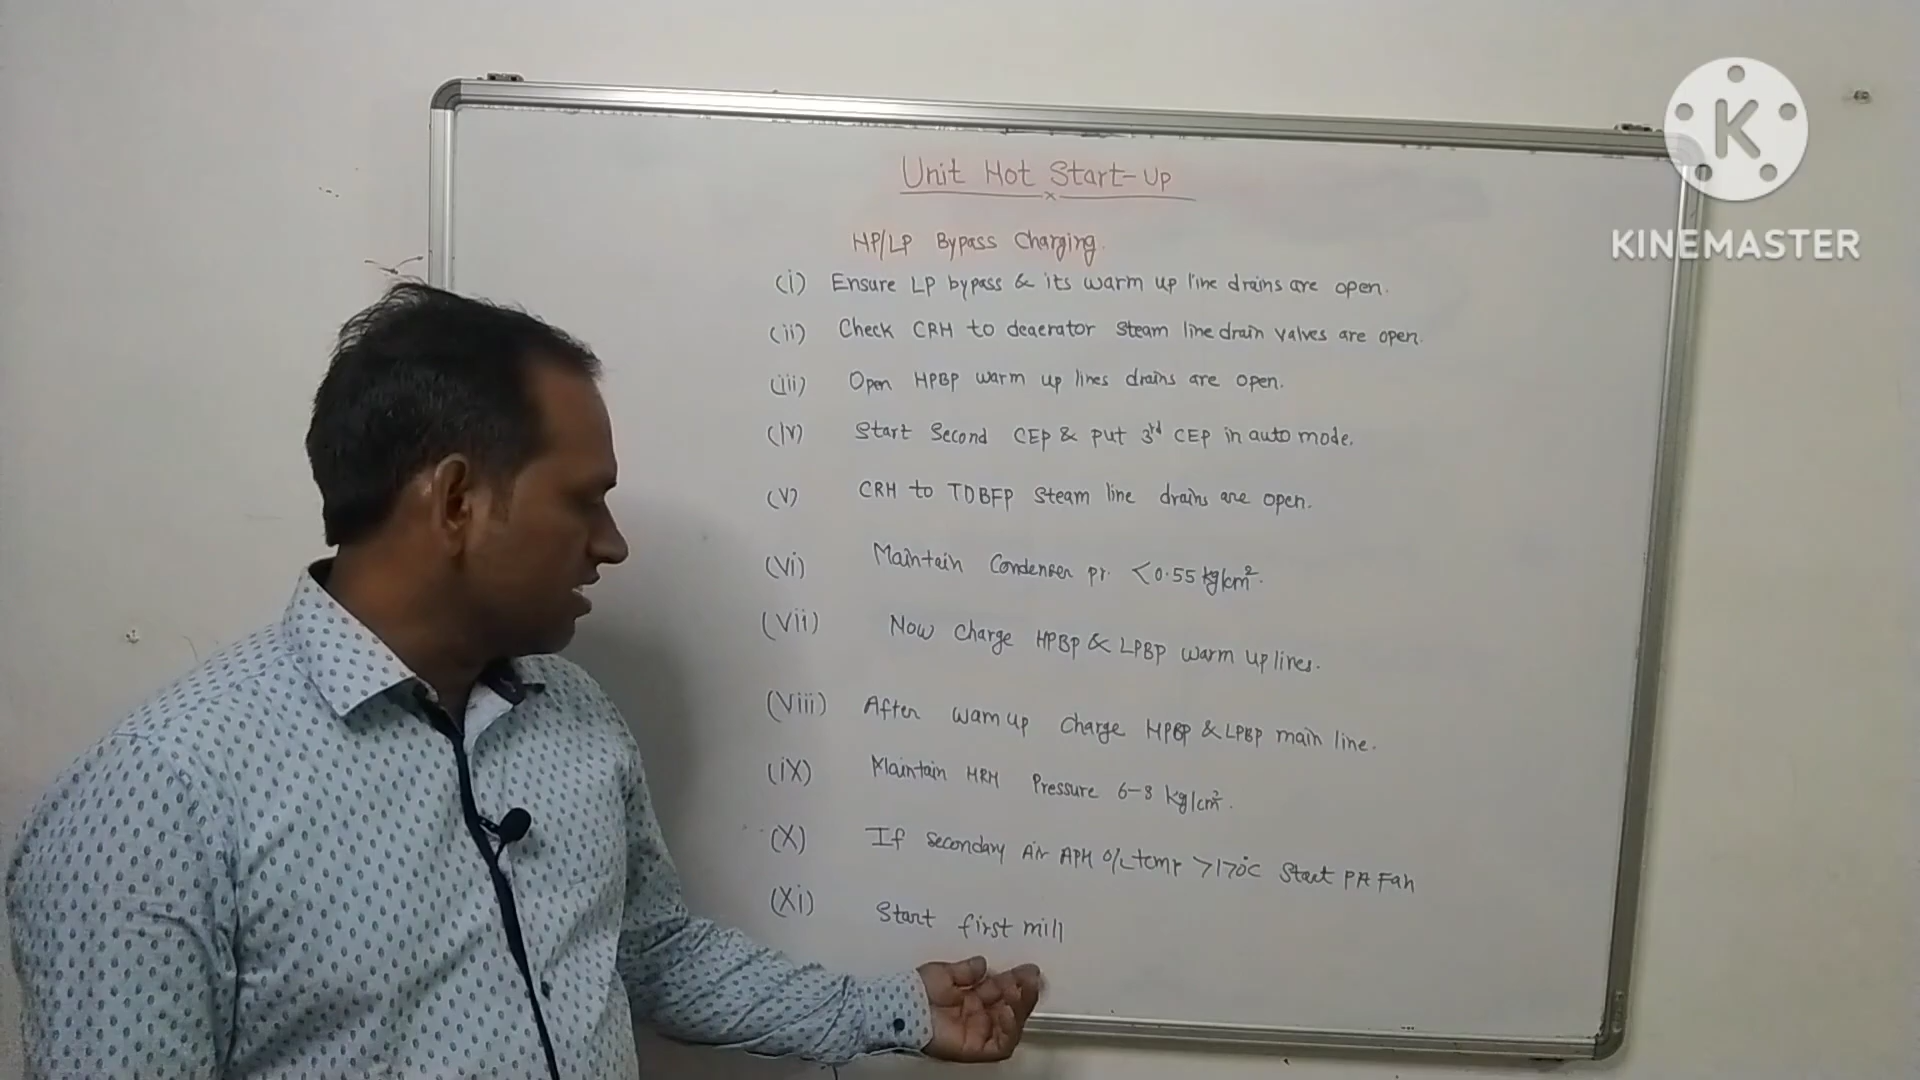 Unit Hot Start-Up
HP/LP Bypass Charging.
(i) Ensure LP bypass & its warm up line drains are open.
(ii) Check CRH to deaerator steam line drain valves are open.
(iii) Open HPBP warm up lines drains are open.
(iv) Start Second CEP & put 3rd CEP in auto mode.
(v) CRH to TDBFP steam line drains are open.
(vi) Maintain Condenser pr. <0.55 kg/cm².
(vii) Now charge HPBP & LPBP warm up lines.
(viii) After wam up charge HPBP & LPBP main line.
(ix) Maintain HRH Pressure 6-8 kg/cm².
(x) If secondary Air APH O/L temp >170°C Start PA Fan
(xi) Start first mill
K
KINEMASTER